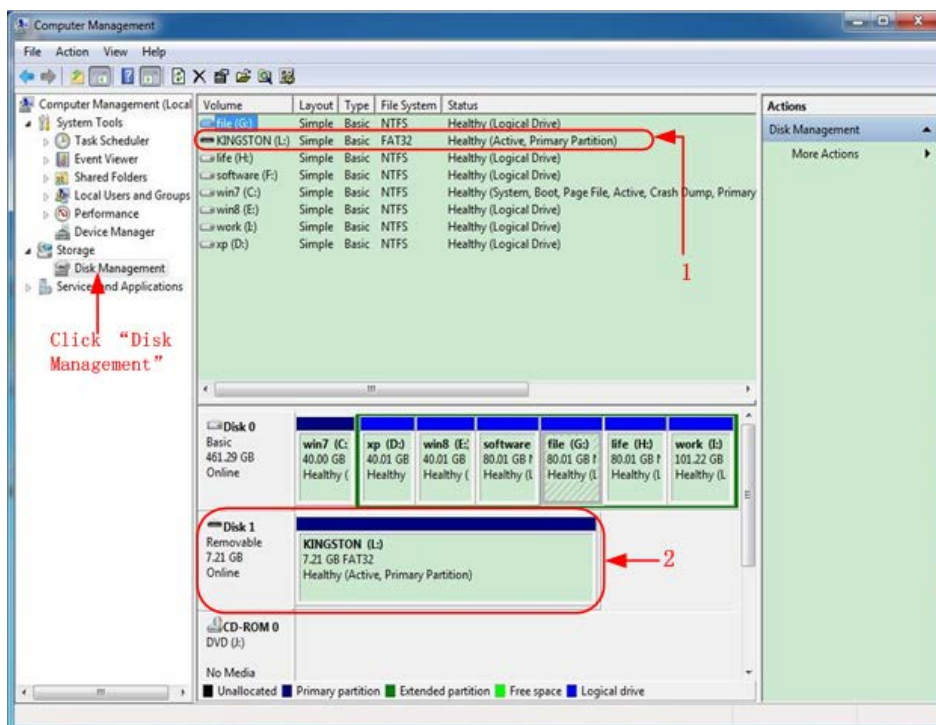 Computer Management
File Action View Help
Computer Management (Local
System Tools
Task Scheduler
Event Viewer
Shared Folders
Local Users and Groups
Performance
Device Manager
Storage
Disk Management
Services and Applications
Click “Disk
Management”
Volume Layout Type File System Status
file (G:) Simple Basic NTFS Healthy (Logical Drive)
KINGSTON (L:) Simple Basic FAT32 Healthy (Active, Primary Partition)
life (H:) Simple Basic NTFS Healthy (Logical Drive)
software (F:) Simple Basic NTFS Healthy (Logical Drive)
win7 (C:) Simple Basic NTFS Healthy (System, Boot, Page File, Active, Crash Dump, Primary
win8 (E:) Simple Basic NTFS Healthy (Logical Drive)
work (I:) Simple Basic NTFS Healthy (Logical Drive)
xp (D:) Simple Basic NTFS Healthy (Logical Drive)
1
Actions
Disk Management
More Actions
Disk 0
Basic
461.29 GB
Online
win7 (C:
40.00 GB
Healthy (
xp (D:)
40.01 GB
Healthy
win8 (E:
40.01 GB
Healthy (
software
80.01 GB N
Healthy (L
file (G:)
80.01 GB N
Healthy (L
life (H:)
80.01 GB N
Healthy (L
work (I:)
101.22 GB
Healthy (L
Disk 1
Removable
7.21 GB
Online
KINGSTON (L:)
7.21 GB FAT32
Healthy (Active, Primary Partition)
2
CD-ROM 0
DVD (J:)
No Media
Unallocated Primary partition Extended partition Free space Logical drive